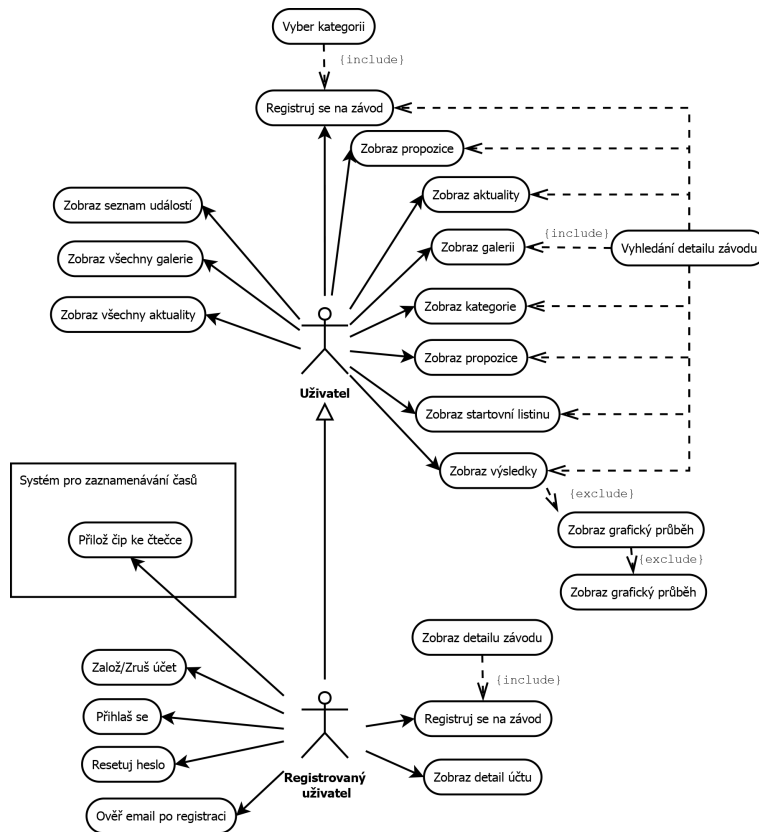 Vyber kategorii
{include}
Registruj se na závod
Zobraz propozice
Zobraz aktuality
Zobraz seznam událostí
{include}
Zobraz galerii
Vyhledání detailu závodu
Zobraz všechny galerie
Zobraz kategorie
Zobraz všechny aktuality
Zobraz propozice
Uživatel
Zobraz startovní listinu
Zobraz výsledky
Systém pro zaznamenávání časů
{exclude}
Zobraz grafický průběh
Přilož čip ke čtečce
{exclude}
Zobraz grafický průběh
Zobraz detailu závodu
Založ/Zruš účet
{include}
Přihlaš se
Registruj se na závod
Resetuj heslo
Zobraz detail účtu
Registrovaný
uživatel
Ověř email po registraci